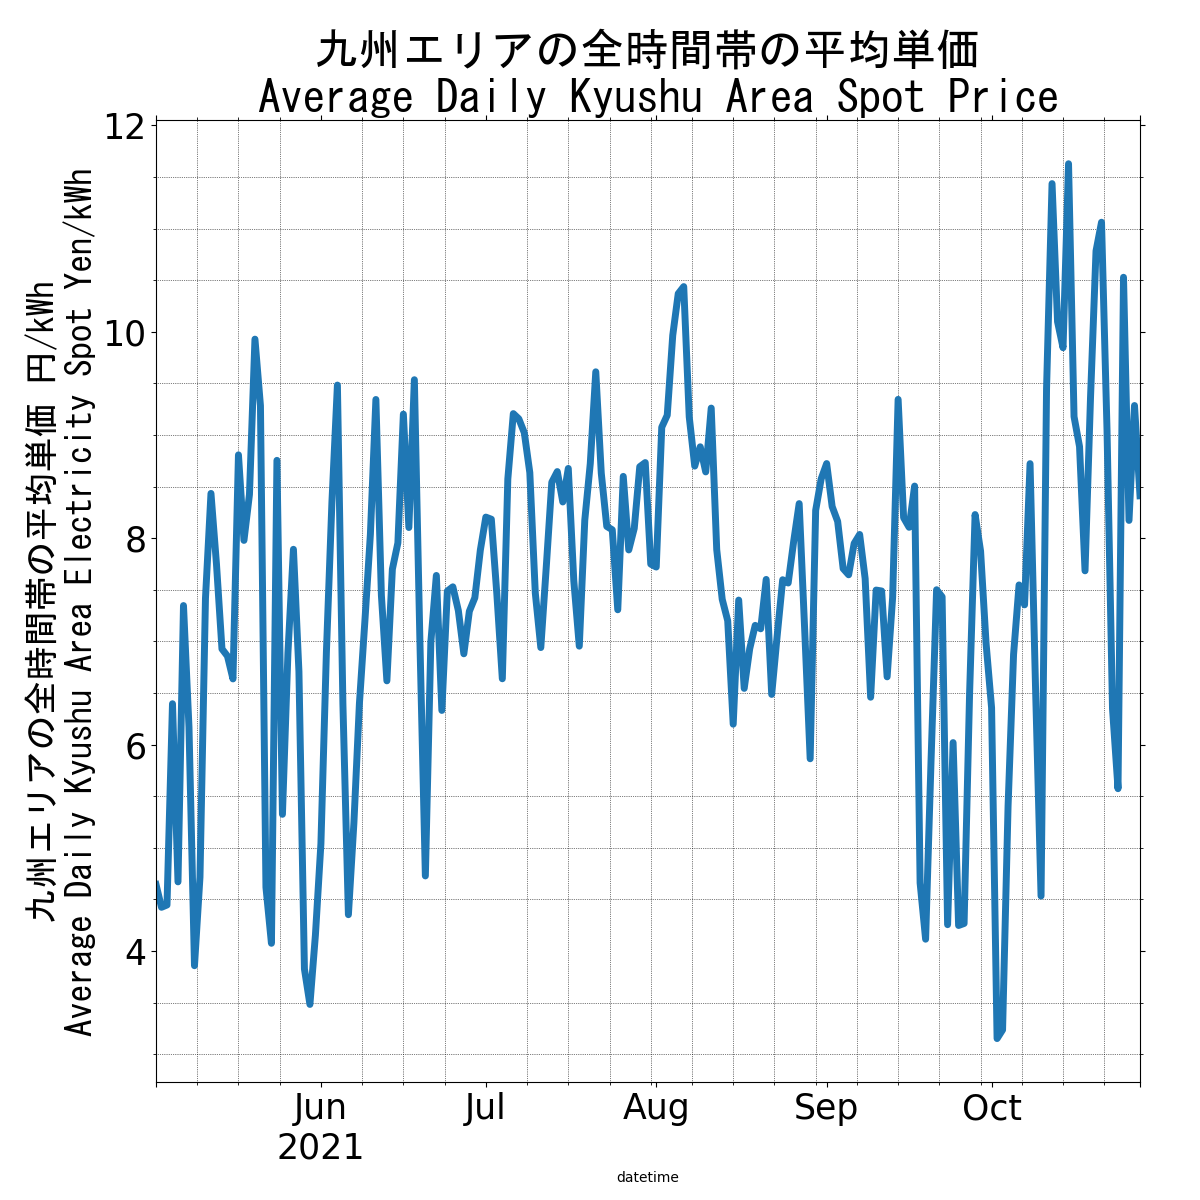 九州エリアの全時間帯の平均単価
Average Daily Kyushu Area Spot Price
九州エリアの全時間帯の平均単価 円/kWh
Average Daily Kyushu Area Electricity Spot Yen/kWh
12
10
8
6
4
Jun
2021
Jul
Aug
Sep
Oct
datetime